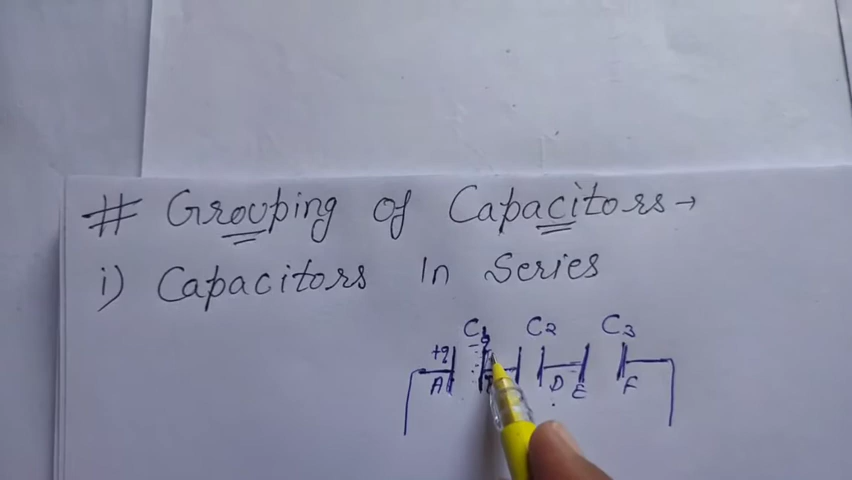 # Grouping of Capacitors→
i) Capacitors In Series
C1 C2 C3
+q -q
A D E F